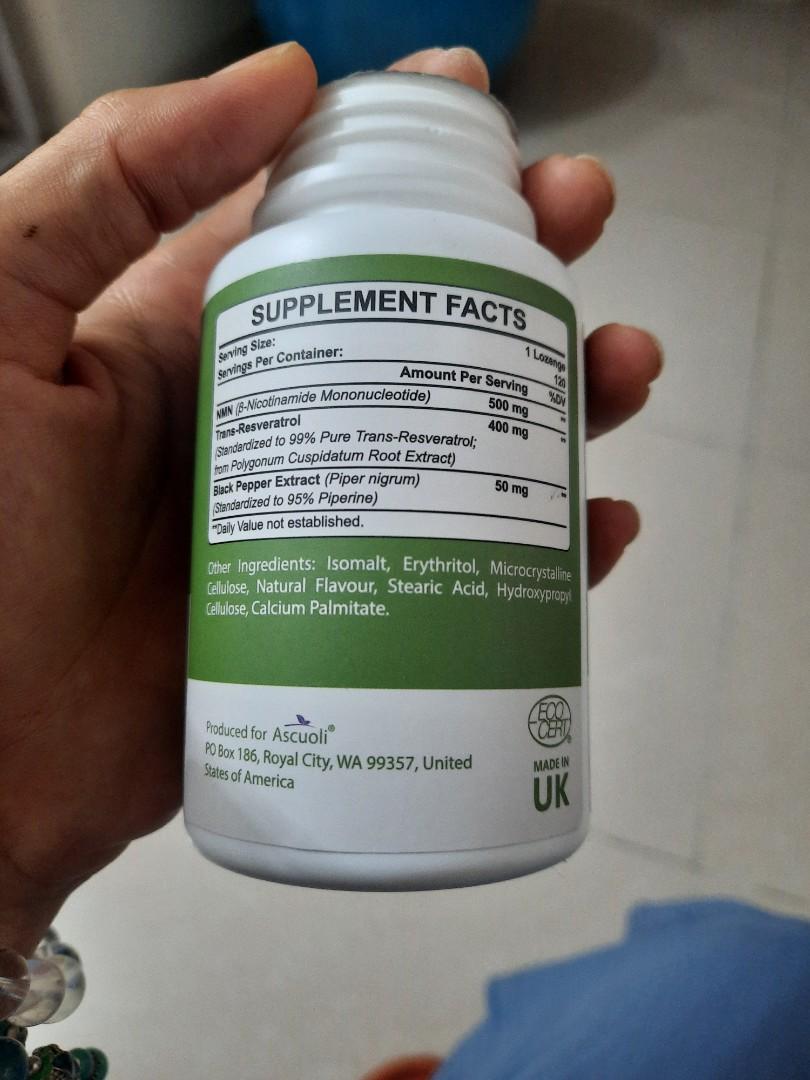 SUPPLEMENT FACTS
Serving Size: 1 Lozenge
Servings Per Container: 120
Amount Per Serving %DV
NMN (β-Nicotinamide Mononucleotide) 500 mg **
Trans-Resveratrol 400 mg **
(Standardized to 99% Pure Trans-Resveratrol;
from Polygonum Cuspidatum Root Extract)
Black Pepper Extract (Piper nigrum) 50 mg **
(Standardized to 95% Piperine)
**Daily Value not established.
Other Ingredients: Isomalt, Erythritol, Microcrystalline
Cellulose, Natural Flavour, Stearic Acid, Hydroxypropyl
Cellulose, Calcium Palmitate.
Produced for Ascuoli®
PO Box 186, Royal City, WA 99357, United
States of America
ECO
CERT®
MADE IN
UK